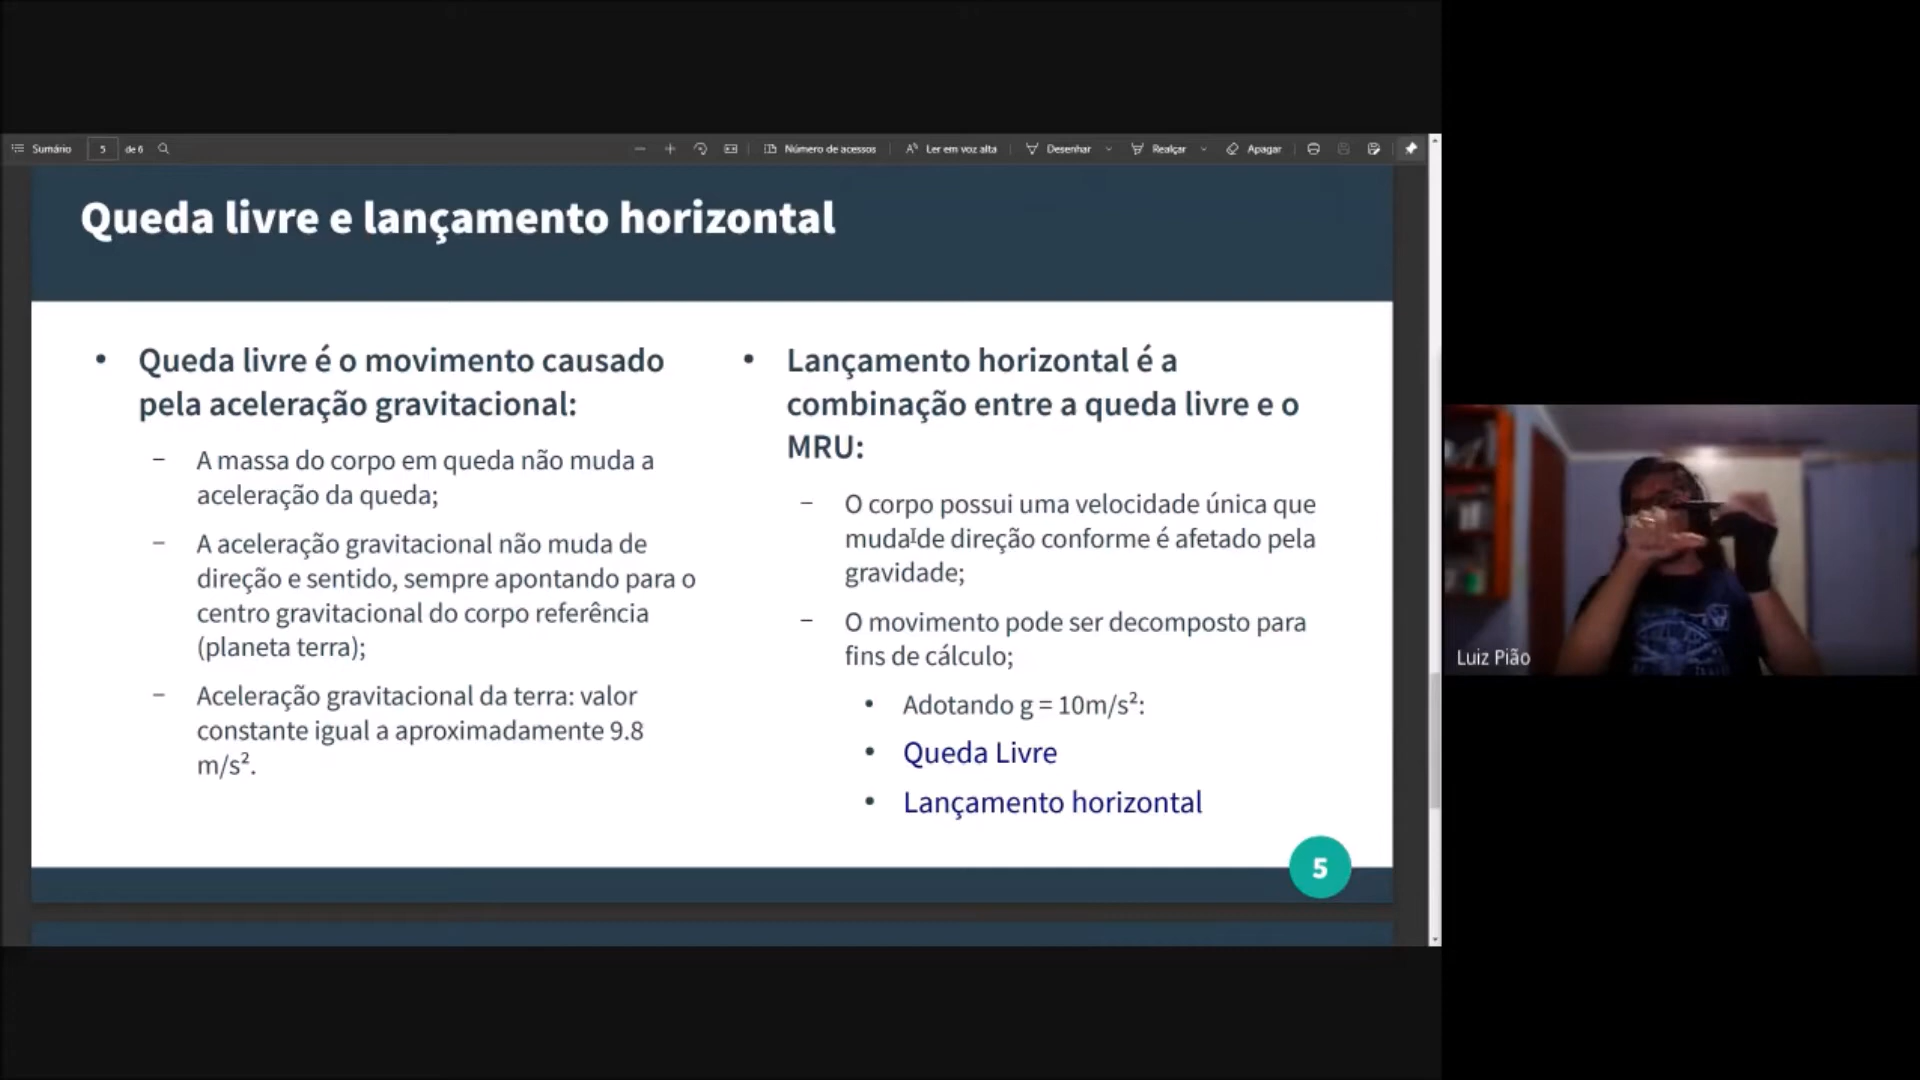 Sumário 5 de 6 Número de acessos Ler em voz alta Desenhar Realçar Apagar
Queda livre e lançamento horizontal
• Queda livre é o movimento causado
pela aceleração gravitacional:
– A massa do corpo em queda não muda a
aceleração da queda;
– A aceleração gravitacional não muda de
direção e sentido, sempre apontando para o
centro gravitacional do corpo referência
(planeta terra);
– Aceleração gravitacional da terra: valor
constante igual a aproximadamente 9.8
m/s².
• Lançamento horizontal é a
combinação entre a queda livre e o
MRU:
– O corpo possui uma velocidade única que
muda de direção conforme é afetado pela
gravidade;
– O movimento pode ser decomposto para
fins de cálculo;
• Adotando g = 10m/s²:
• Queda Livre
• Lançamento horizontal
5
Luiz Pião